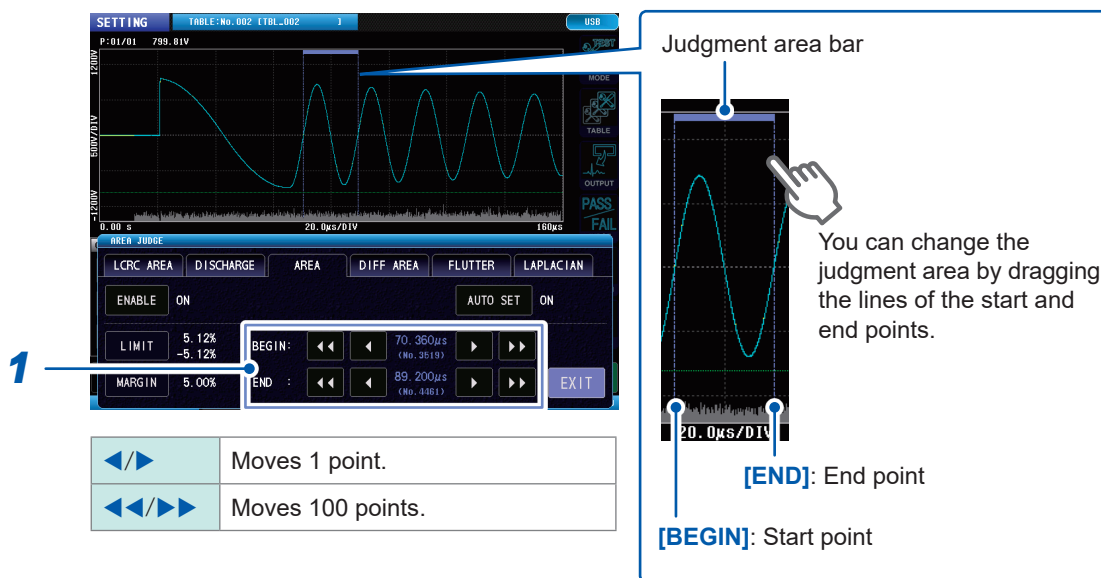 SETTING
TABLE:No.002 [TBL_002 ]
USB
P:01/01 799.81V
1200V
500V/DIV
-1200V
0.00 s
20.0µs/DIV
160µs
TEST
MODE
TABLE
OUTPUT
PASS
FAIL
AREA JUDGE
LCRC AREA
DISCHARGE
AREA
DIFF AREA
FLUTTER
LAPLACIAN
ENABLE ON
AUTO SET ON
LIMIT
5.12%
-5.12%
BEGIN:
70.360µs
(No.3519)
MARGIN 5.00%
END :
89.200µs
(No.4461)
EXIT
1
◀/▶ Moves 1 point.
◀◀/▶▶ Moves 100 points.
Judgment area bar
You can change the
judgment area by dragging
the lines of the start and
end points.
20.0µs/DIV
[END]: End point
[BEGIN]: Start point